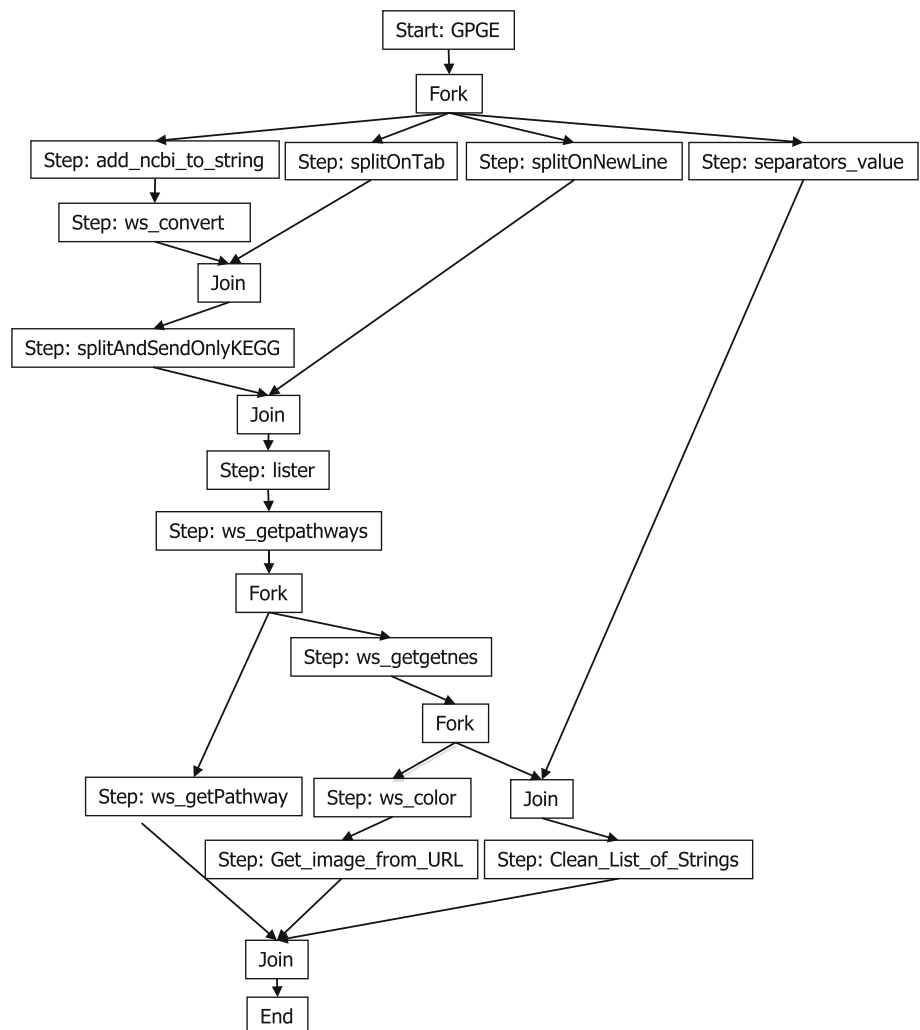 Start: GPGE
Fork
Step: add_ncbi_to_string
Step: splitOnTab
Step: splitOnNewLine
Step: separators_value
Step: ws_convert
Join
Step: splitAndSendOnlyKEGG
Join
Step: lister
Step: ws_getpathways
Fork
Step: ws_getgetnes
Fork
Step: ws_getPathway
Step: ws_color
Join
Step: Get_image_from_URL
Step: Clean_List_of_Strings
Join
End